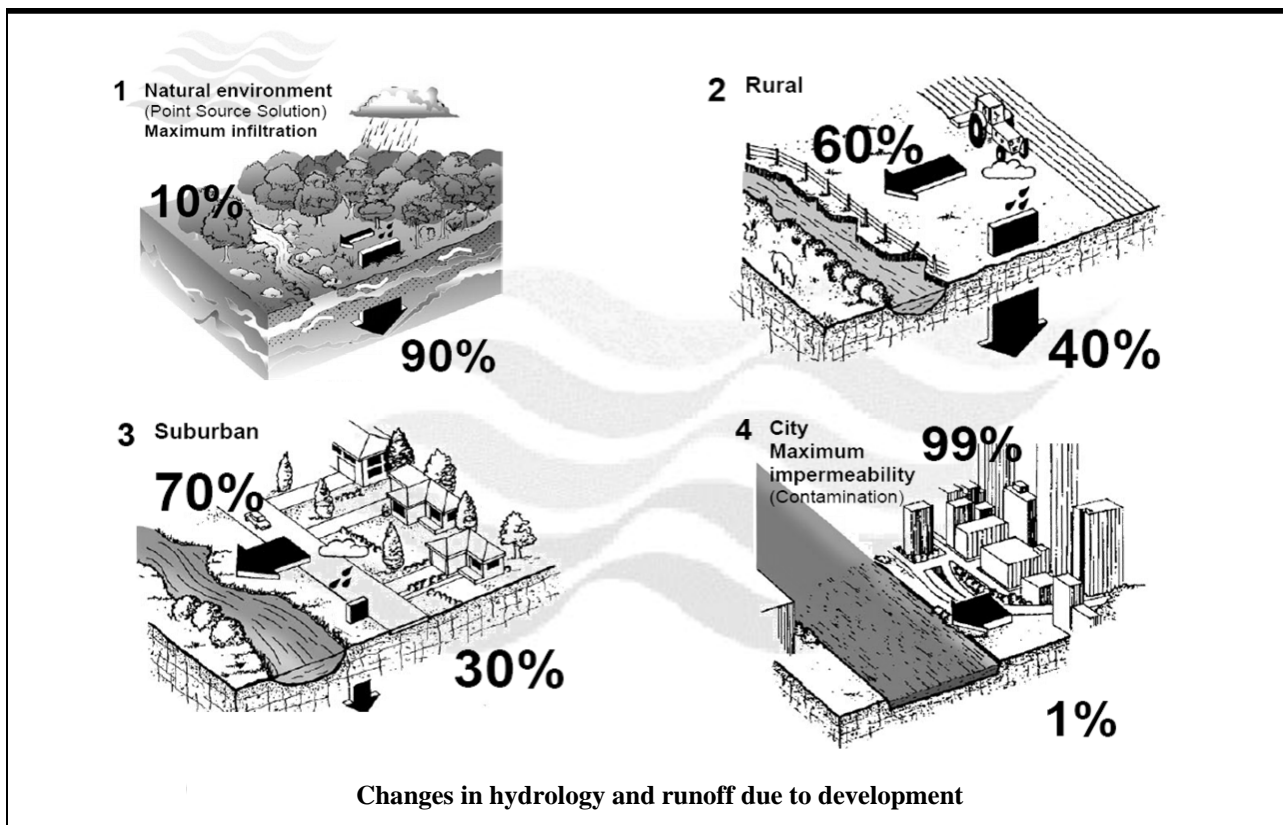 1 Natural environment
(Point Source Solution)
Maximum infiltration
10%
90%
2 Rural
60%
40%
3 Suburban
70%
30%
4 City
Maximum
impermeability
(Contamination)
99%
1%
Changes in hydrology and runoff due to development